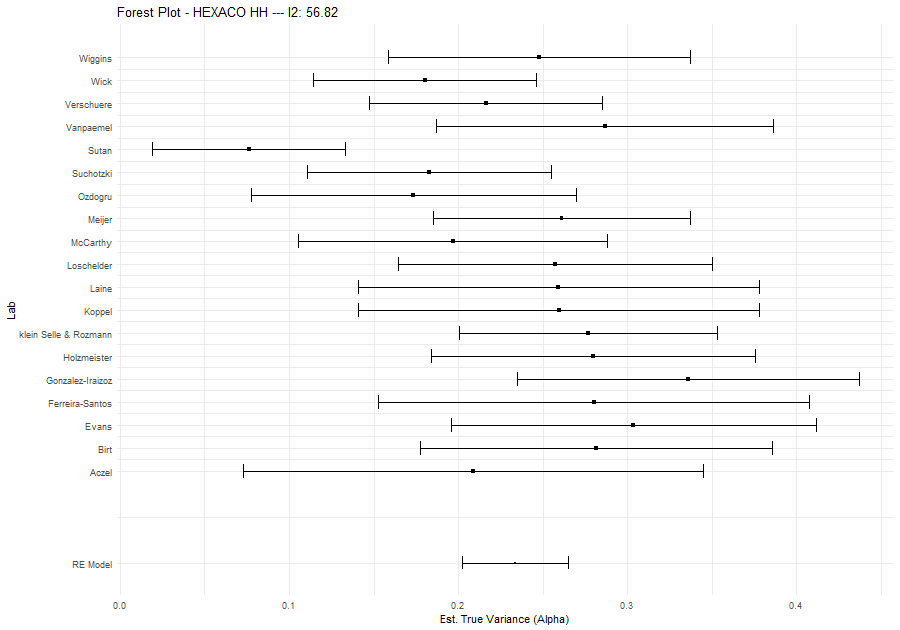 Forest Plot - HEXACO HH --- I2: 56.82
Wiggins
Wick
Verschuere
Vanpaemel
Sutan
Suchotzki
Ozdogru
Meijer
McCarthy
Loschelder
Laine
Koppel
klein Selle & Rozmann
Holzmeister
Gonzalez-Iraizoz
Ferreira-Santos
Evans
Birt
Aczel
RE Model
Lab
0.0 0.1 0.2 0.3 0.4
Est. True Variance (Alpha)